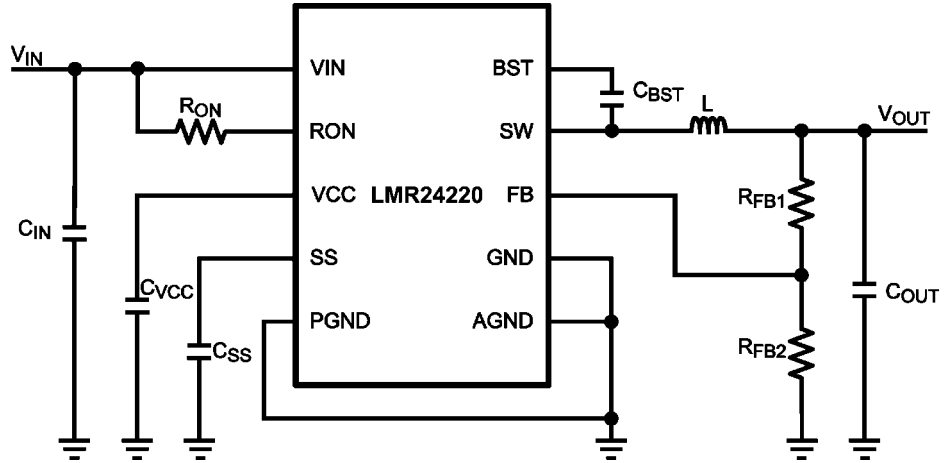 VIN
VIN
BST
CBST
L
VOUT
RON
RON
SW
VCC
LMR24220
FB
RFB1
CIN
SS
GND
CVCC
COUT
PGND
AGND
CSS
RFB2